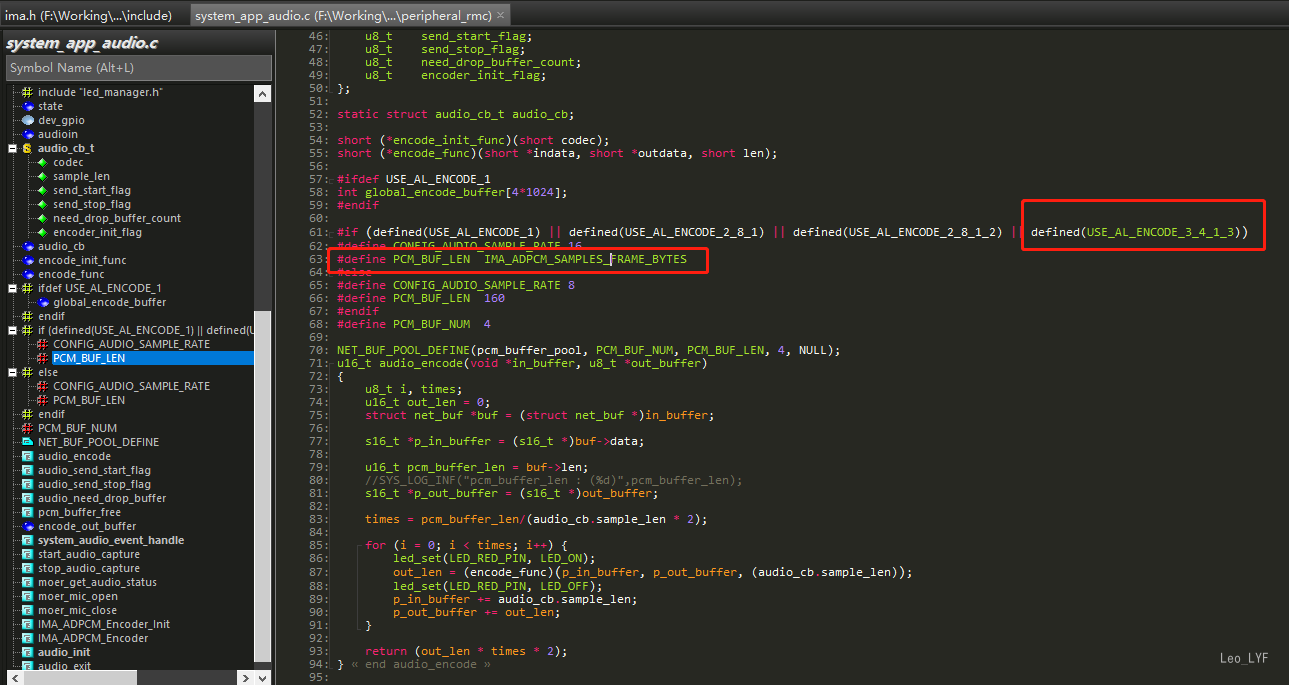 ima.h (F:\Working\...\include)
system_app_audio.c (F:\Working\...\peripheral_rmc) ×
system_app_audio.c
Symbol Name (Alt+L)
include "led_manager.h"
state
dev_gpio
audioin
audio_cb_t
codec
sample_len
send_start_flag
send_stop_flag
need_drop_buffer_count
encoder_init_flag
audio_cb
encode_init_func
encode_func
ifdef USE_AL_ENCODE_1
global_encode_buffer
endif
if (defined(USE_AL_ENCODE_1) || defined(U
CONFIG_AUDIO_SAMPLE_RATE
PCM_BUF_LEN
else
CONFIG_AUDIO_SAMPLE_RATE
PCM_BUF_LEN
endif
PCM_BUF_NUM
NET_BUF_POOL_DEFINE
audio_encode
audio_send_start_flag
audio_send_stop_flag
audio_need_drop_buffer
pcm_buffer_free
encode_out_buffer
system_audio_event_handle
start_audio_capture
stop_audio_capture
moer_get_audio_status
moer_mic_open
moer_mic_close
IMA_ADPCM_Encoder_Init
IMA_ADPCM_Encoder
audio_init
audio_exit
46: u8_t send_start_flag;
47: u8_t send_stop_flag;
48: u8_t need_drop_buffer_count;
49: u8_t encoder_init_flag;
50: };
51:
52: static struct audio_cb_t audio_cb;
53:
54: short (*encode_init_func)(short codec);
55: short (*encode_func)(short *indata, short *outdata, short len);
56:
57: #ifdef USE_AL_ENCODE_1
58: int global_encode_buffer[4*1024];
59: #endif
60:
61: #if (defined(USE_AL_ENCODE_1) || defined(USE_AL_ENCODE_2_8_1) || defined(USE_AL_ENCODE_2_8_1_2) || defined(USE_AL_ENCODE_3_4_1_3))
62: #define CONFIG_AUDIO_SAMPLE_RATE 16
63: #define PCM_BUF_LEN IMA_ADPCM_SAMPLES_FRAME_BYTES
64: #else
65: #define CONFIG_AUDIO_SAMPLE_RATE 8
66: #define PCM_BUF_LEN 160
67: #endif
68: #define PCM_BUF_NUM 4
69:
70: NET_BUF_POOL_DEFINE(pcm_buffer_pool, PCM_BUF_NUM, PCM_BUF_LEN, 4, NULL);
71: u16_t audio_encode(void *in_buffer, u8_t *out_buffer)
72: {
73: u8_t i, times;
74: u16_t out_len = 0;
75: struct net_buf *buf = (struct net_buf *)in_buffer;
76:
77: s16_t *p_in_buffer = (s16_t *)buf->data;
78:
79: u16_t pcm_buffer_len = buf->len;
80: //SYS_LOG_INF("pcm_buffer_len : (%d)",pcm_buffer_len);
81: s16_t *p_out_buffer = (s16_t *)out_buffer;
82:
83: times = pcm_buffer_len/(audio_cb.sample_len * 2);
84:
85: for (i = 0; i < times; i++) {
86: led_set(LED_RED_PIN, LED_ON);
87: out_len = (encode_func)(p_in_buffer, p_out_buffer, (audio_cb.sample_len));
88: led_set(LED_RED_PIN, LED_OFF);
89: p_in_buffer += audio_cb.sample_len;
90: p_out_buffer += out_len;
91: }
92:
93: return (out_len * times * 2);
94: } « end audio_encode »
95:
Leo_LYF